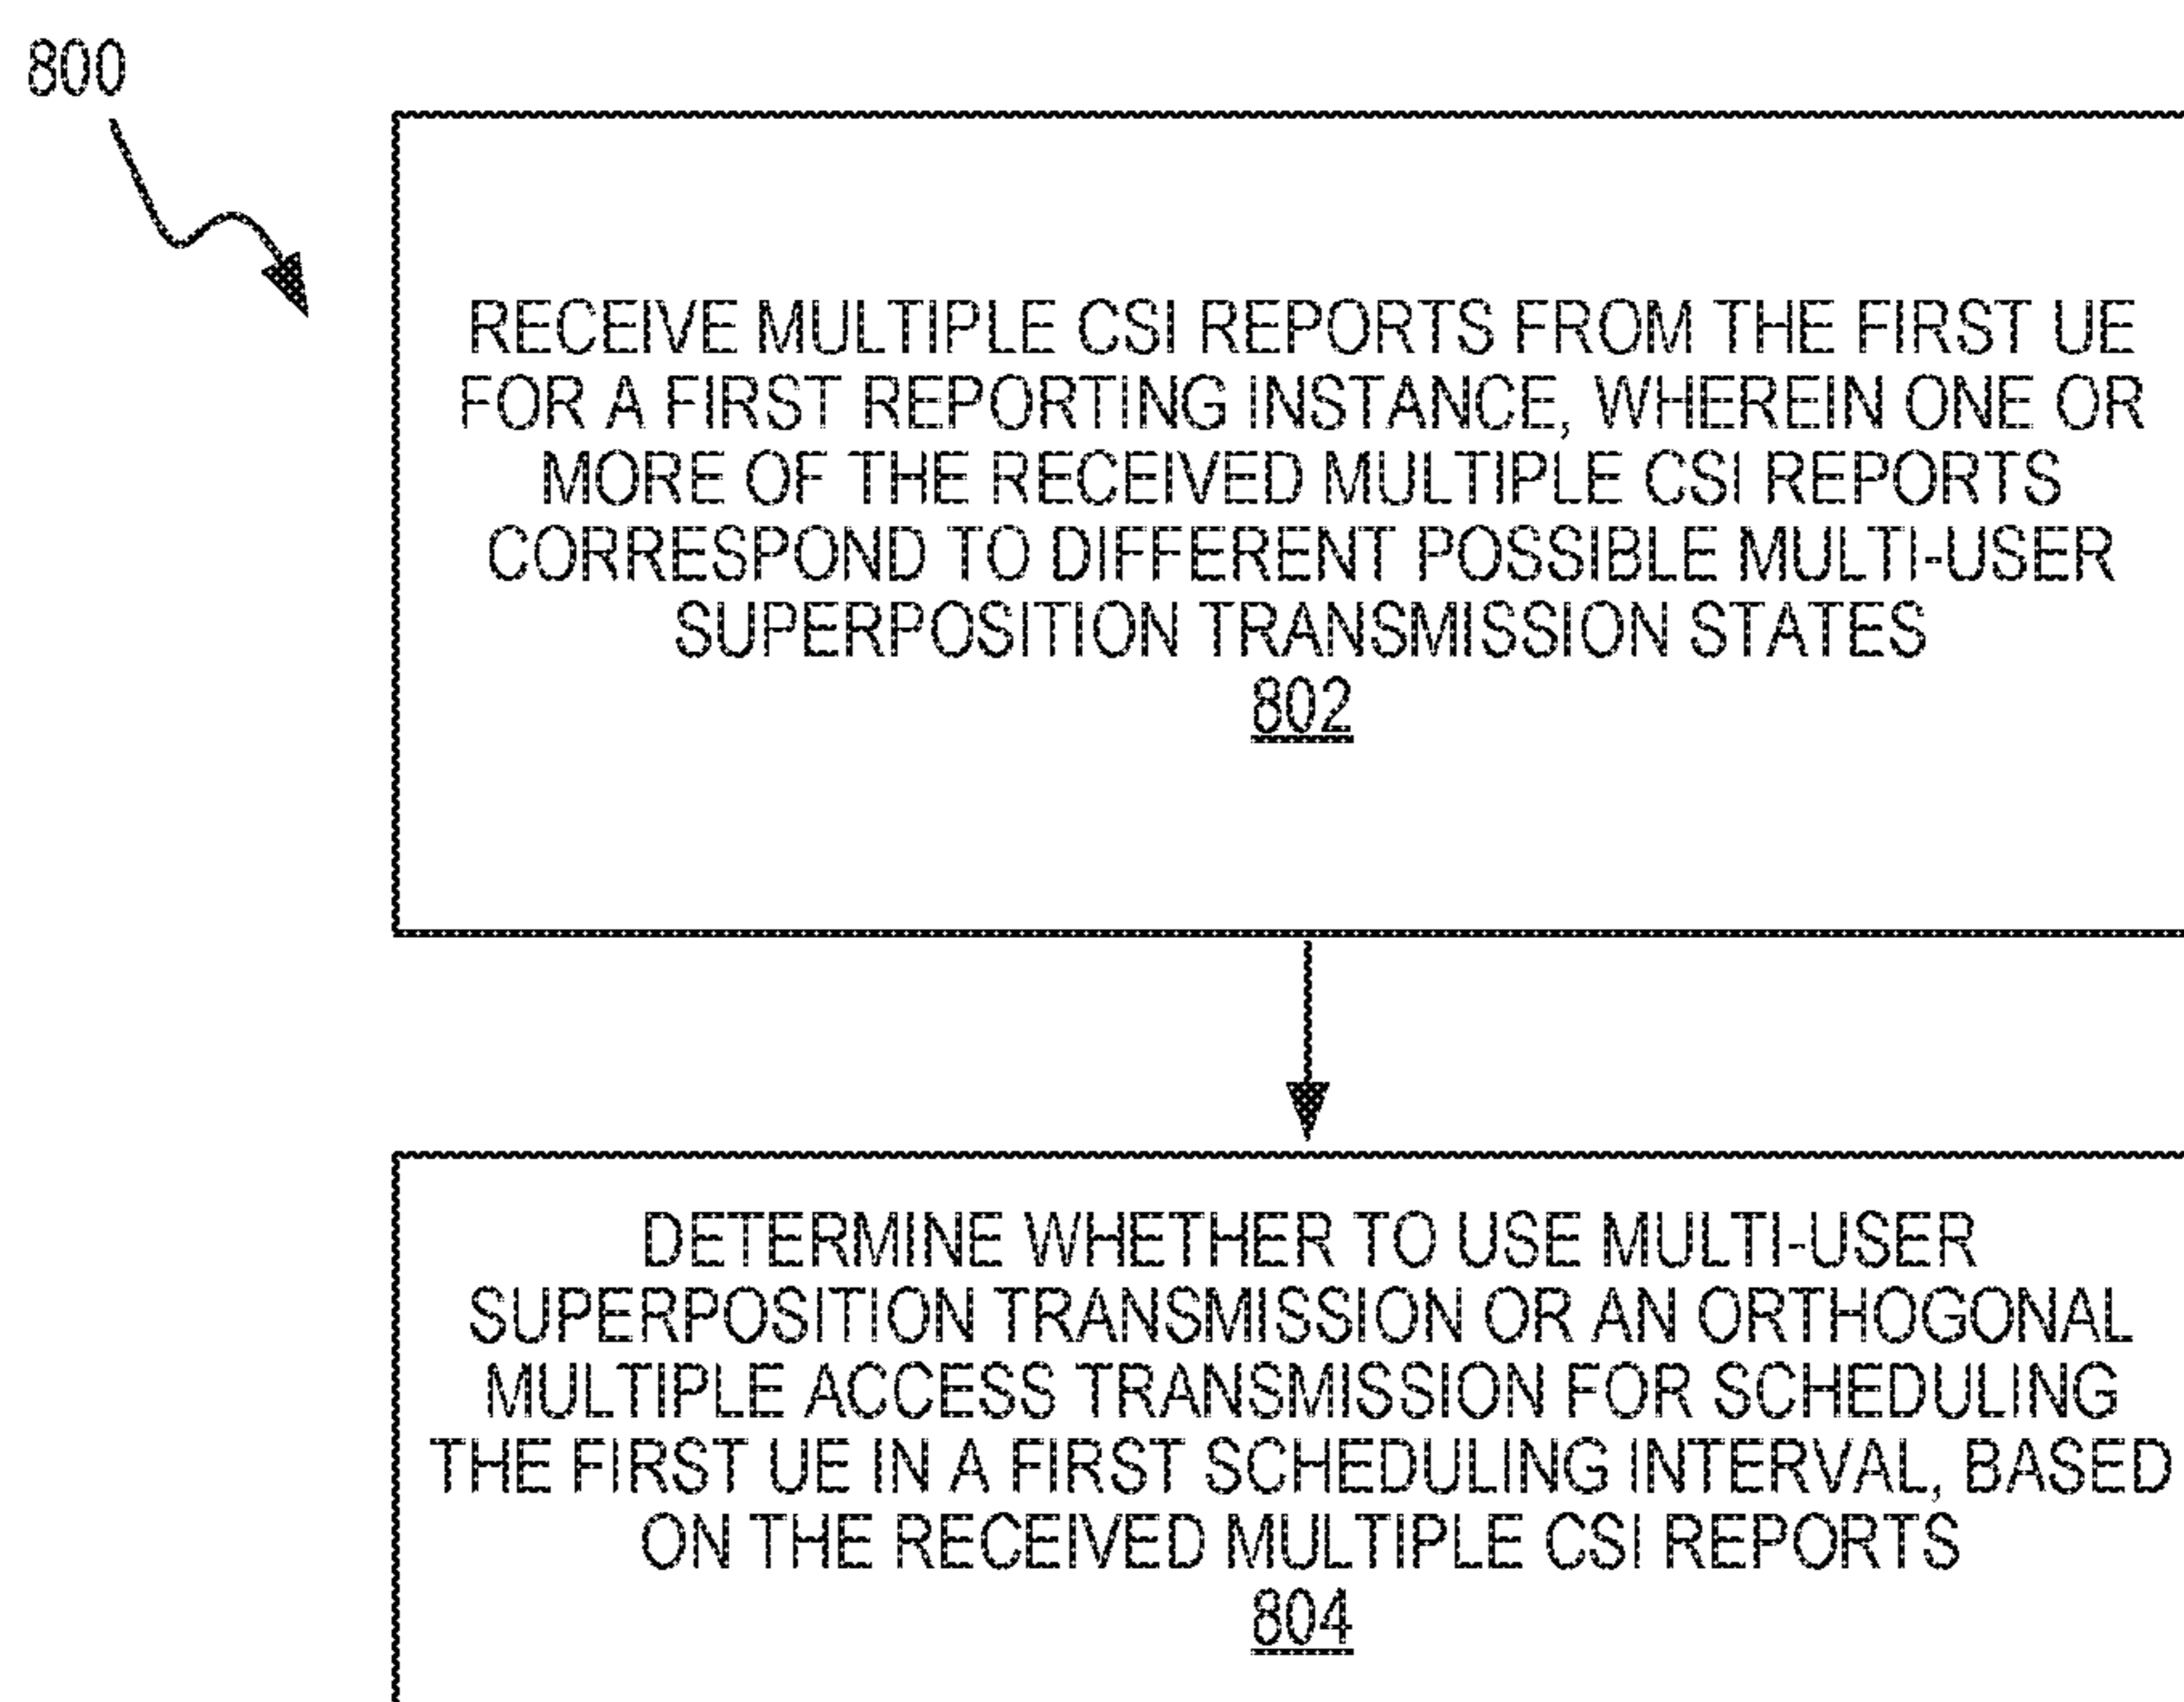 800
RECEIVE MULTIPLE CSI REPORTS FROM THE FIRST UE
FOR A FIRST REPORTING INSTANCE, WHEREIN ONE OR
MORE OF THE RECEIVED MULTIPLE CSI REPORTS
CORRESPOND TO DIFFERENT POSSIBLE MULTI-USER
SUPERPOSITION TRANSMISSION STATES
802
DETERMINE WHETHER TO USE MULTI-USER
SUPERPOSITION TRANSMISSION OR AN ORTHOGONAL
MULTIPLE ACCESS TRANSMISSION FOR SCHEDULING
THE FIRST UE IN A FIRST SCHEDULING INTERVAL, BASED
ON THE RECEIVED MULTIPLE CSI REPORTS
804